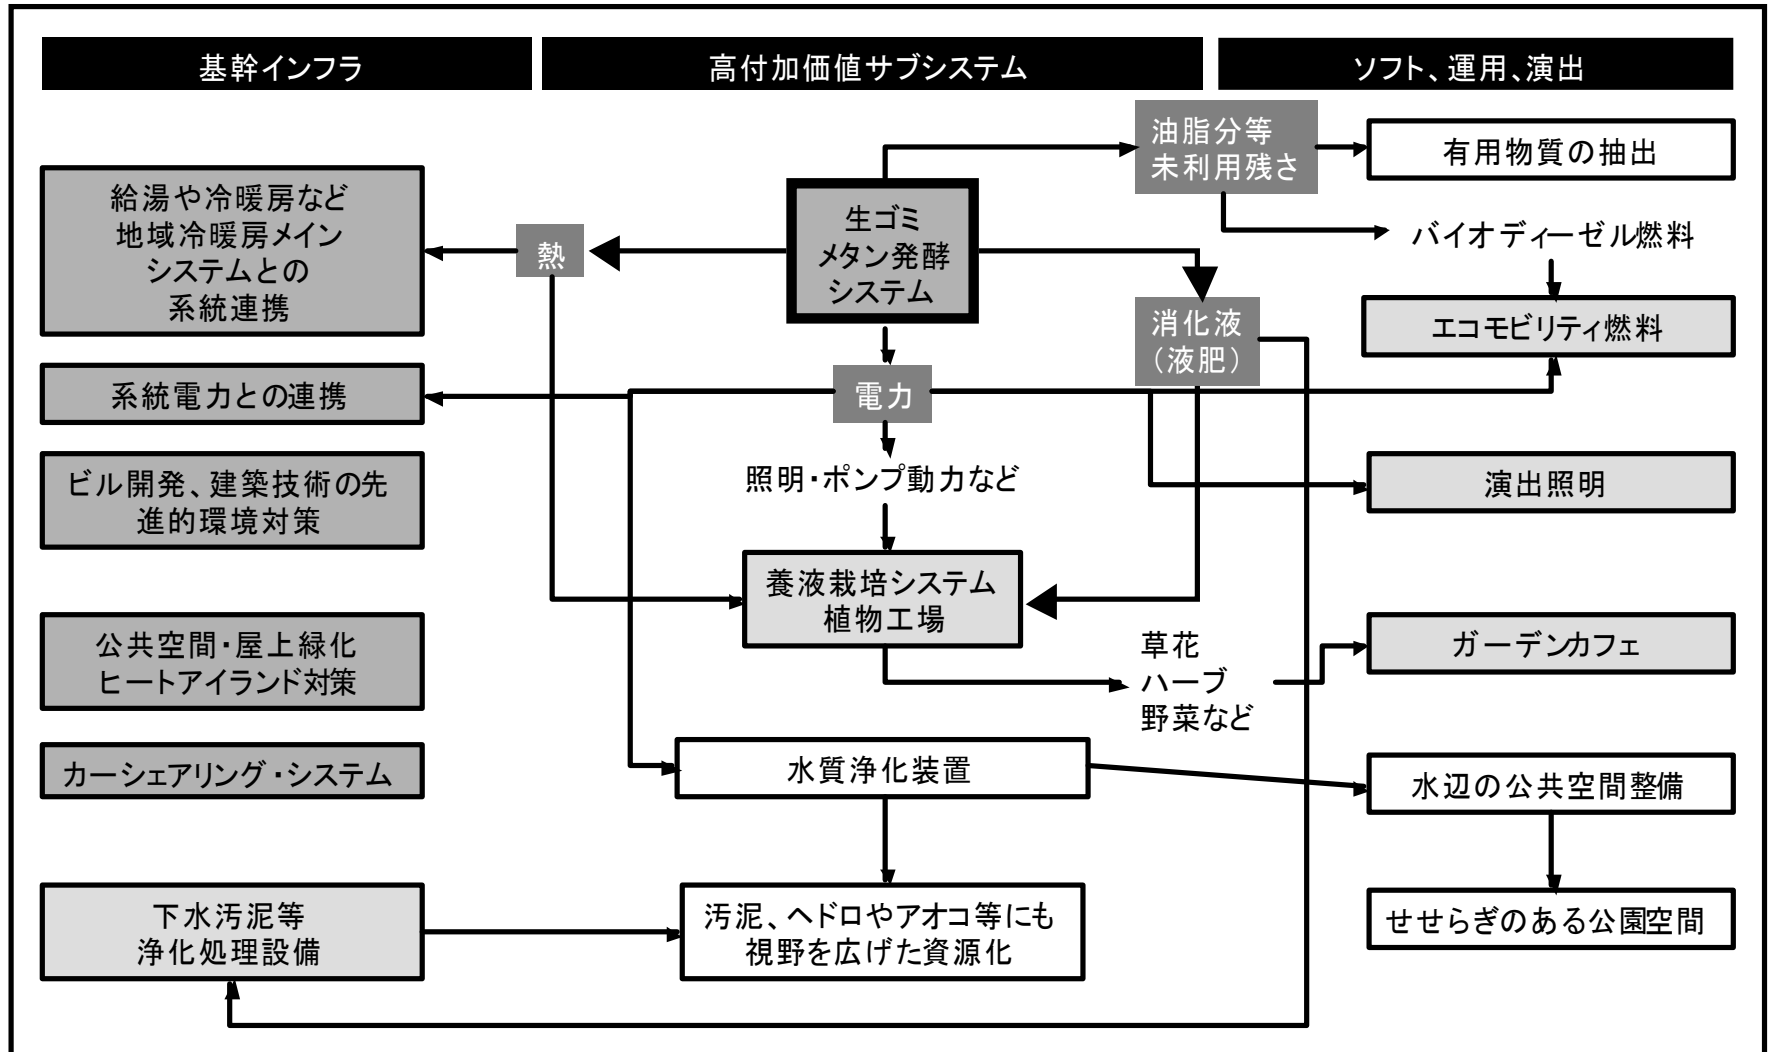 基幹インフラ
高付加価値サブシステム
ソフト、運用、演出
油脂分等
未利用残さ
有用物質の抽出
給湯や冷暖房など
地域冷暖房メイン
システムとの
系統連携
熱
生ゴミ
メタン発酵
システム
バイオディーゼル燃料
消化液
(液肥)
エコモビリティ燃料
系統電力との連携
電力
ビル開発、建築技術の先
進的環境対策
照明・ポンプ動力など
演出照明
養液栽培システム
植物工場
公共空間・屋上緑化
ヒートアイランド対策
草花
ハーブ
野菜など
ガーデンカフェ
カーシェアリング・システム
水質浄化装置
水辺の公共空間整備
下水汚泥等
浄化処理設備
汚泥、ヘドロやアオコ等にも
視野を広げた資源化
せせらぎのある公園空間